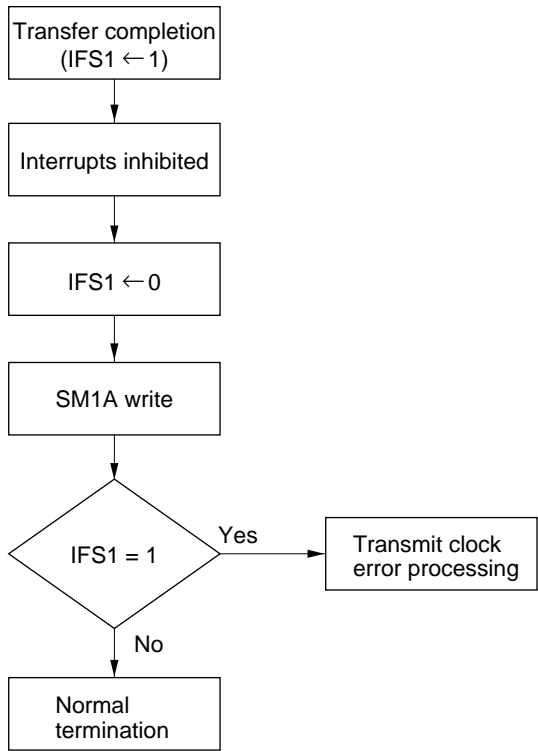 Transfer completion
(IFS1 ← 1)
Interrupts inhibited
IFS1 ← 0
SM1A write
IFS1 = 1
Yes
Transmit clock
error processing
No
Normal
termination